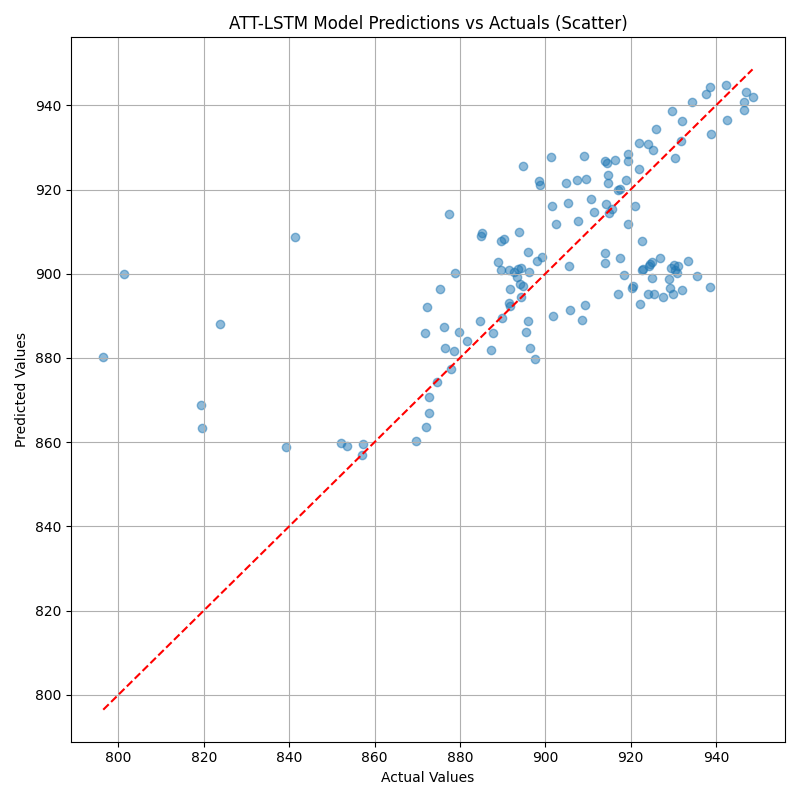 ATT-LSTM Model Predictions vs Actuals (Scatter)
Predicted Values
940
920
900
880
860
840
820
800
800 820 840 860 880 900 920 940
Actual Values